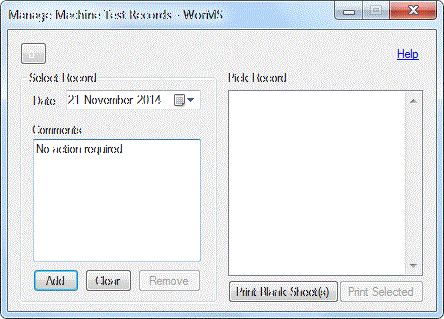 Manage Machine Test Records - WorkMS
Help
Select Record
Pick Record
Date
21 November 2014
Comments
No action required
Add
Clear
Remove
Print Blank Sheet(s)
Print Selected